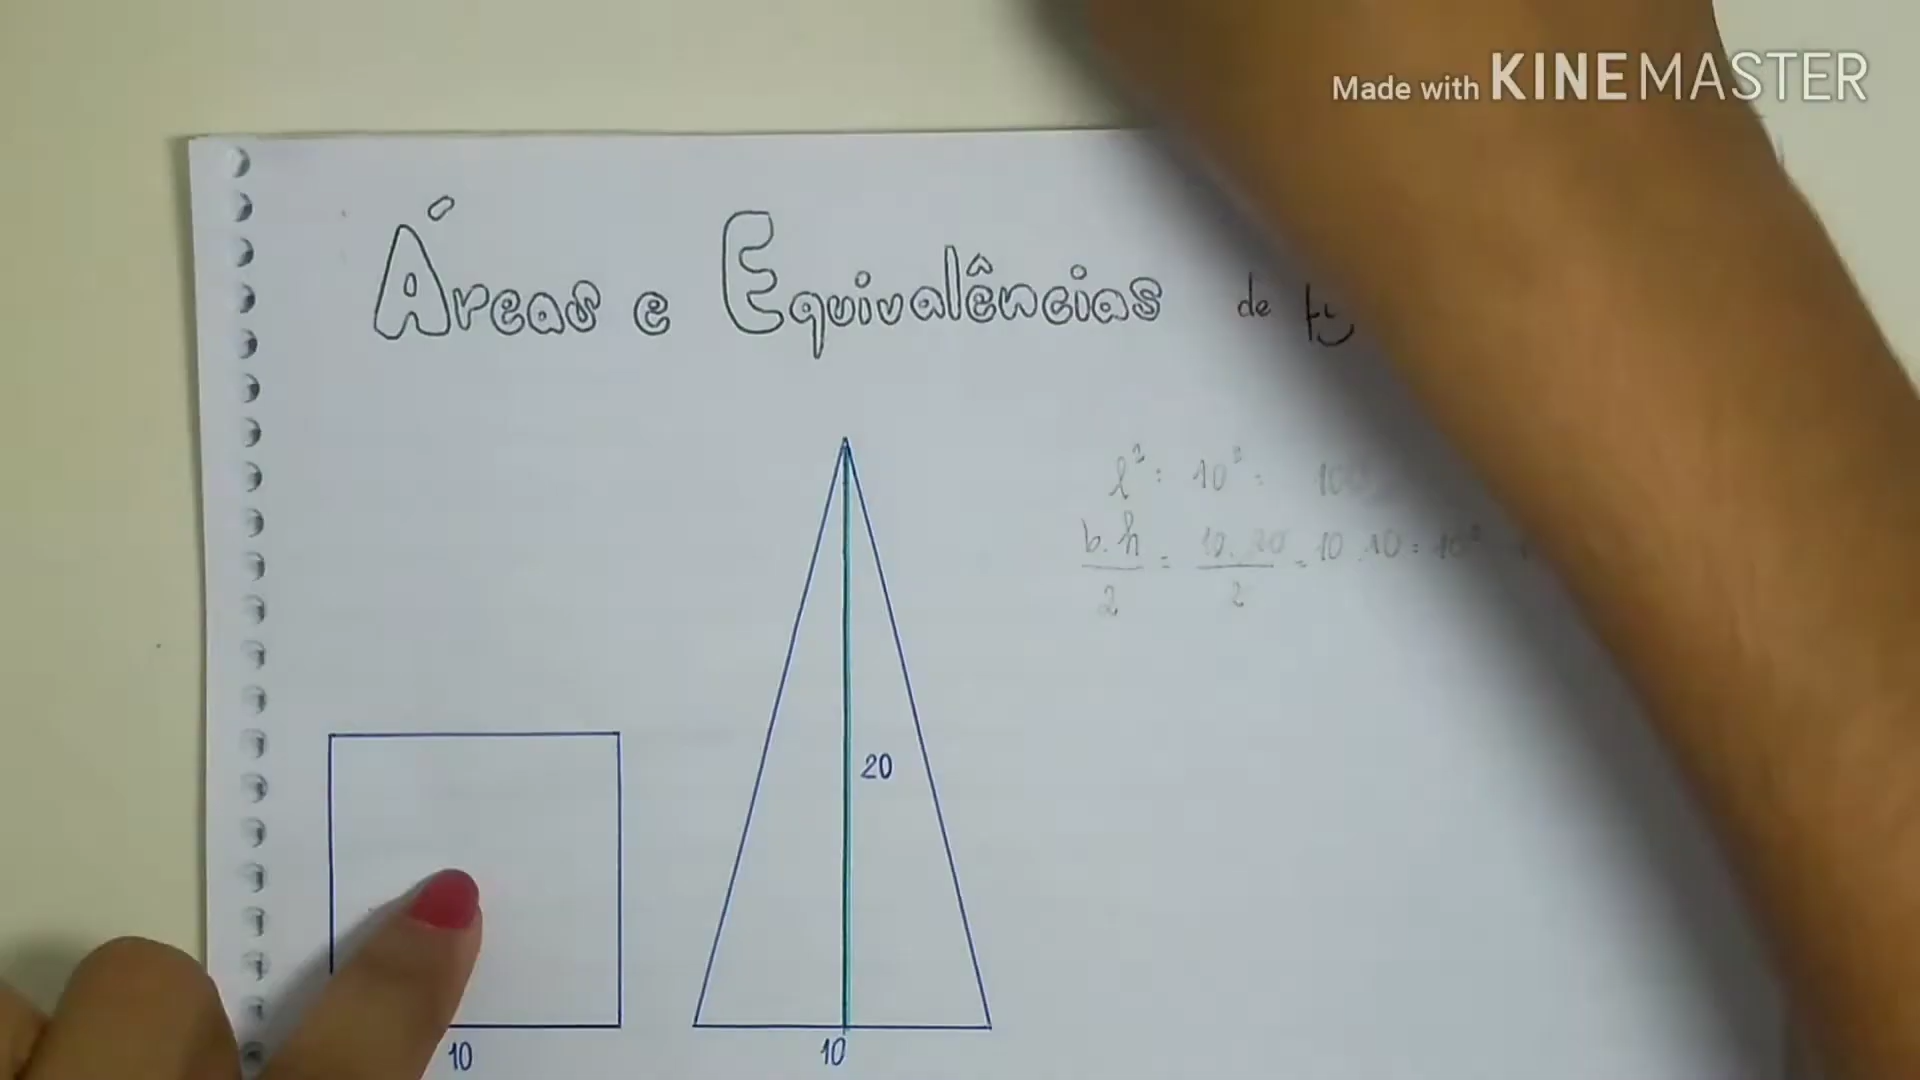 Made with KINEMASTER
Áreas e Equivalências de
l² = 10² = 100
b.h/2 = 10.20/2 = 10.10 = 10²
20
10
10